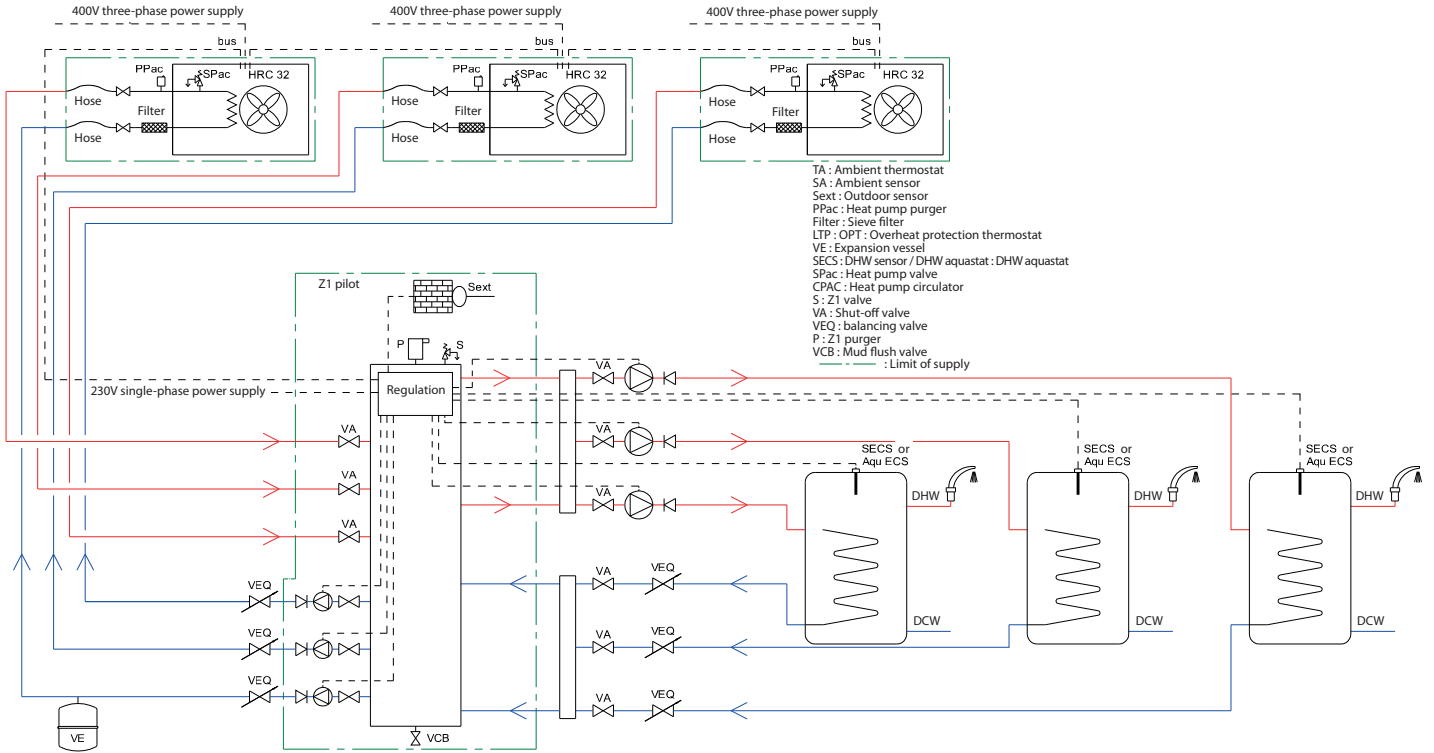 400V three-phase power supply
400V three-phase power supply
400V three-phase power supply
bus
bus
bus
PPac
SPac
HRC 32
Hose
Filter
Hose
PPac
SPac
HRC 32
Hose
Filter
Hose
PPac
SPac
HRC 32
Hose
Filter
Hose
TA : Ambient thermostat
SA : Ambient sensor
Sext : Outdoor sensor
PPac : Heat pump purger
Filter : Sieve filter
LTP : OPT : Overheat protection thermostat
VE : Expansion vessel
SECS : DHW sensor / DHW aquastat : DHW aquastat
SPac : Heat pump valve
CPAC : Heat pump circulator
S : Z1 valve
VA : Shut-off valve
VEQ : balancing valve
P : Z1 purger
VCB : Mud flush valve
: Limit of supply
Z1 pilot
Sext
P
S
Regulation
230V single-phase power supply
VA
VA
VA
VA
VA
VA
SECS or
Aqu ECS
SECS or
Aqu ECS
SECS or
Aqu ECS
DHW
DHW
DHW
VEQ
VEQ
VEQ
VA
VEQ
VA
VEQ
VA
VEQ
DCW
DCW
DCW
VE
VCB